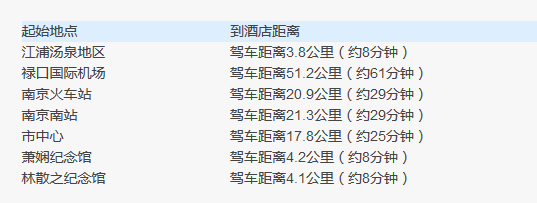 起始地点 到酒店距离
江浦汤泉地区 驾车距离3.8公里（约8分钟）
禄口国际机场 驾车距离51.2公里（约61分钟）
南京火车站 驾车距离20.9公里（约29分钟）
南京南站 驾车距离21.3公里（约29分钟）
市中心 驾车距离17.8公里（约25分钟）
萧娴纪念馆 驾车距离4.2公里（约8分钟）
林散之纪念馆 驾车距离4.1公里（约8分钟）